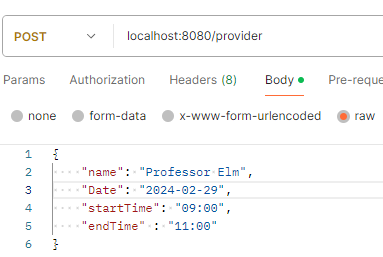 POST localhost:8080/provider
Params Authorization Headers (8) Body Pre-reque
none form-data x-www-form-urlencoded raw
1 {
2 "name": "Professor Elm",
3 "Date": "2024-02-29",
4 "startTime": "09:00",
5 "endTime" : "11:00"
6 }